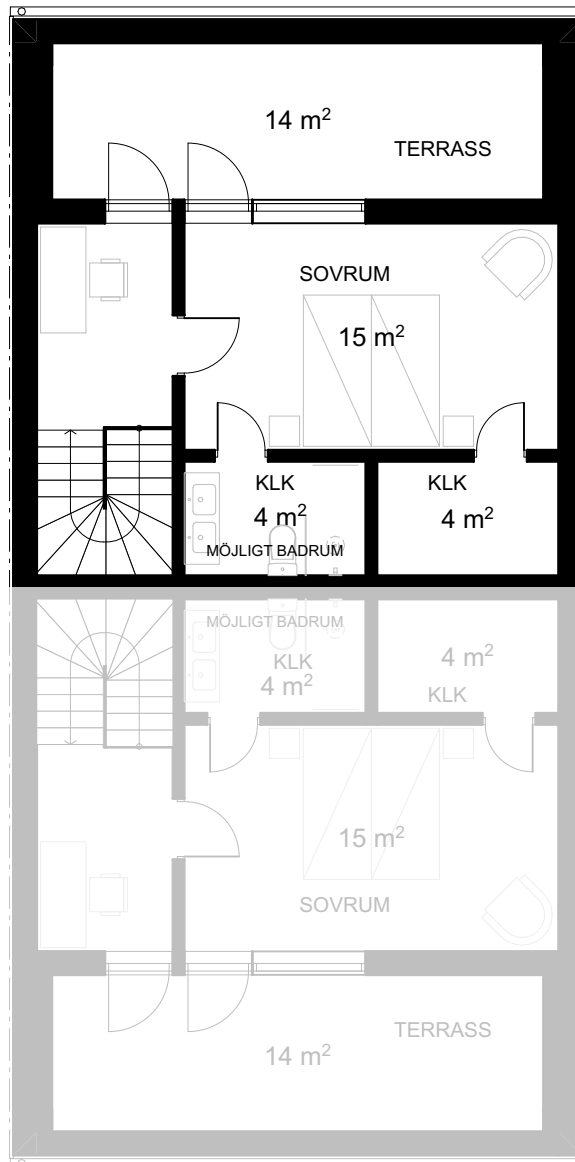 14 m²
TERRASS
SOVRUM
15 m²
KLK
4 m²
MÖJLIGT BADRUM
KLK
4 m²
MÖJLIGT BADRUM
KLK
4 m²
4 m²
KLK
15 m²
SOVRUM
TERRASS
14 m²